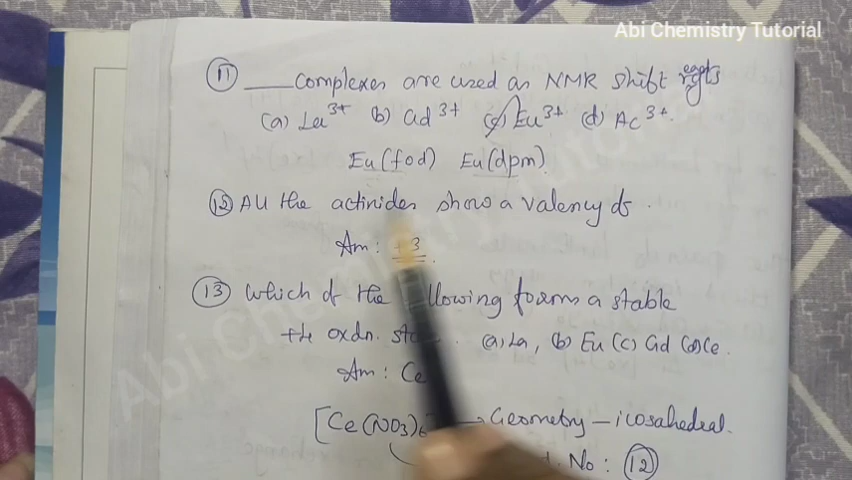 Abi Chemistry Tutorial
(11) ___ complexes are used as NMR shift regts
(a) La3+ b) Gd3+ (c) Eu3+ (d) Ac3+.
Eu(fod) Eu(dpm)
(12) All the actinides show a valency of .
Ans: +3.
(13) Which of the llowing forms a stable
+4 oxdn. sta . (a) La, (b) Eu (c) Gd (d) Ce.
Ans: Ce
[Ce(NO3)6 → Geometry - icosahedral.
No: (12)